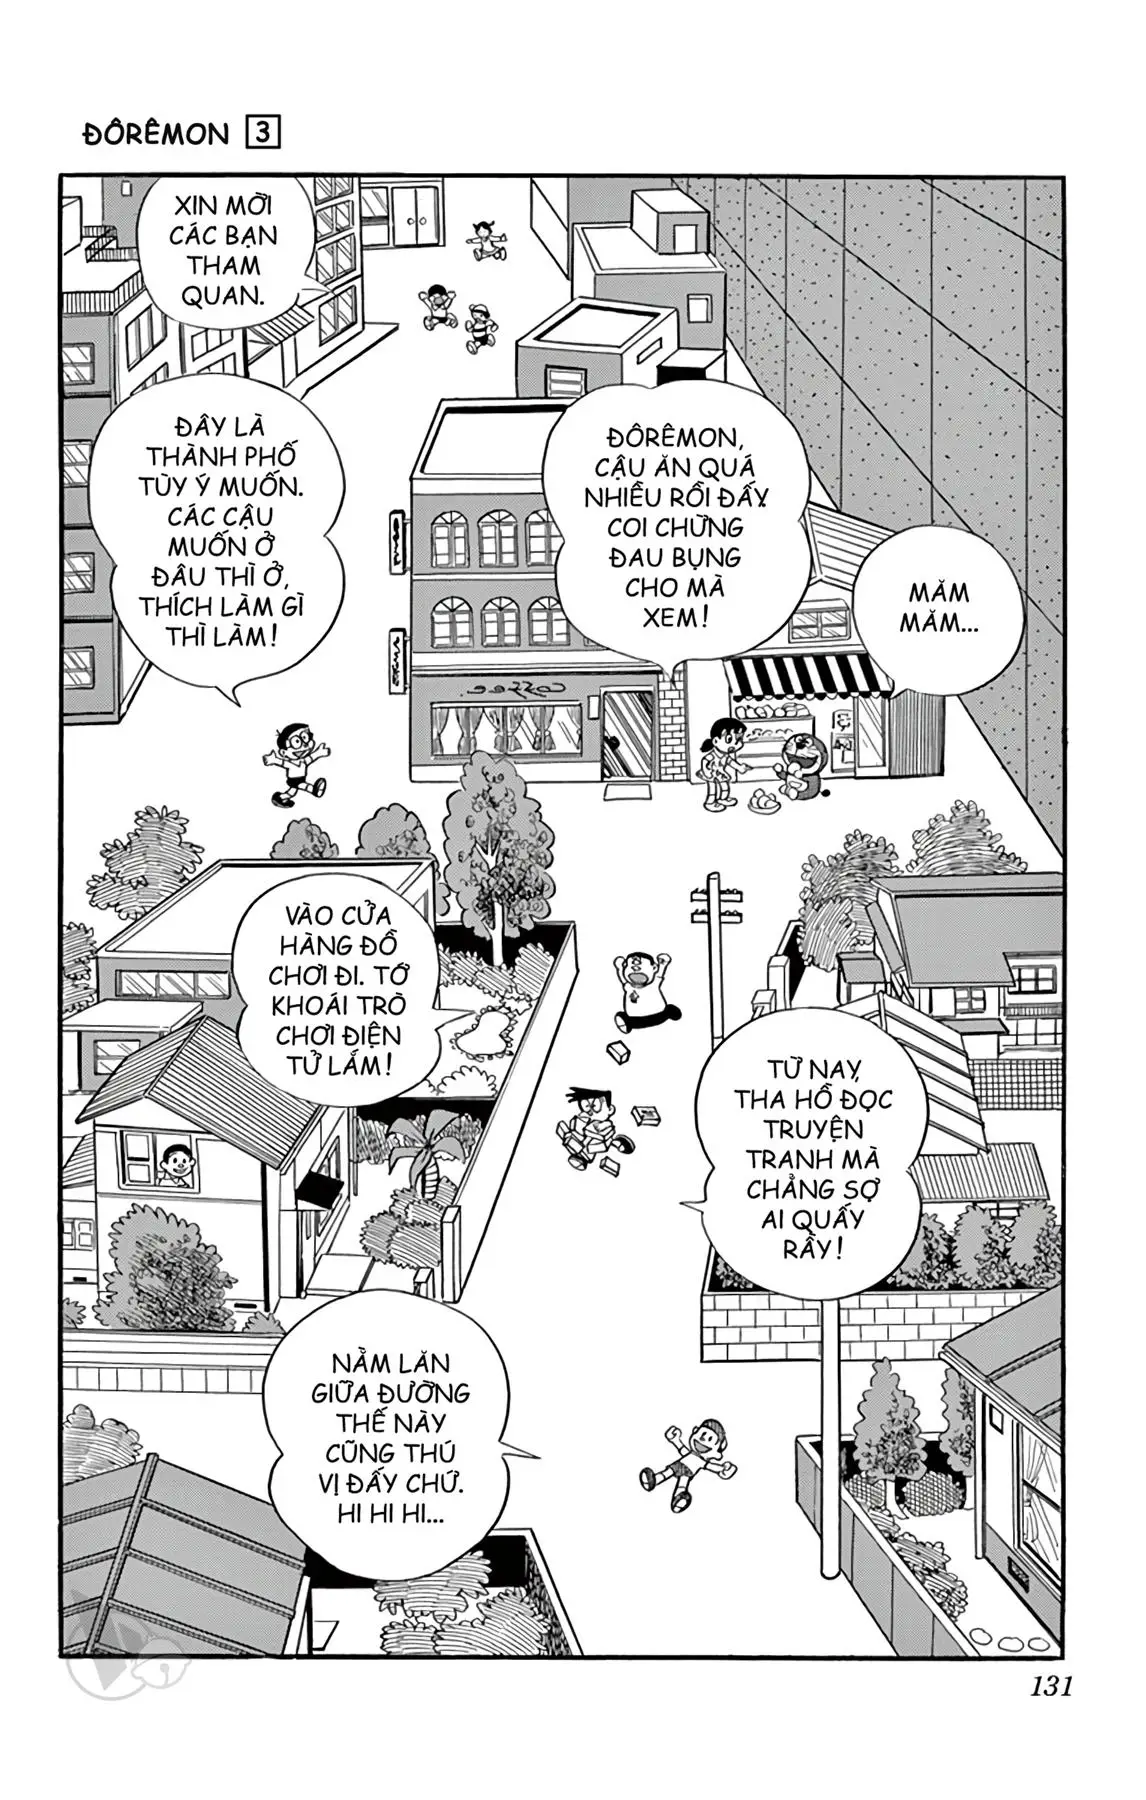 ĐÔRÊMON 3
XIN MỜI
CÁC BẠN
THAM
QUAN.
ĐÂY LÀ
THÀNH PHỐ
TÙY Ý MUỐN.
CÁC CẬU
MUỐN Ở
ĐÂU THÌ Ở,
THÍCH LÀM GÌ
THÌ LÀM!
ĐÔRÊMON,
CẬU ĂN QUÁ
NHIỀU RỒI ĐẤY.
COI CHỪNG
ĐAU BỤNG
CHO MÀ
XEM!
MĂM
MĂM...
VÀO CỬA
HÀNG ĐỒ
CHƠI ĐI. TỚ
KHOÁI TRÒ
CHƠI ĐIỆN
TỬ LẮM!
TỪ NAY,
THA HỒ ĐỌC
TRUYỆN
TRANH MÀ
CHẲNG SỢ
AI QUẤY
RẦY!
NẰM LĂN
GIỮA ĐƯỜNG
THẾ NÀY
CŨNG THÚ
VỊ ĐẤY CHỨ.
HI HI HI...
131